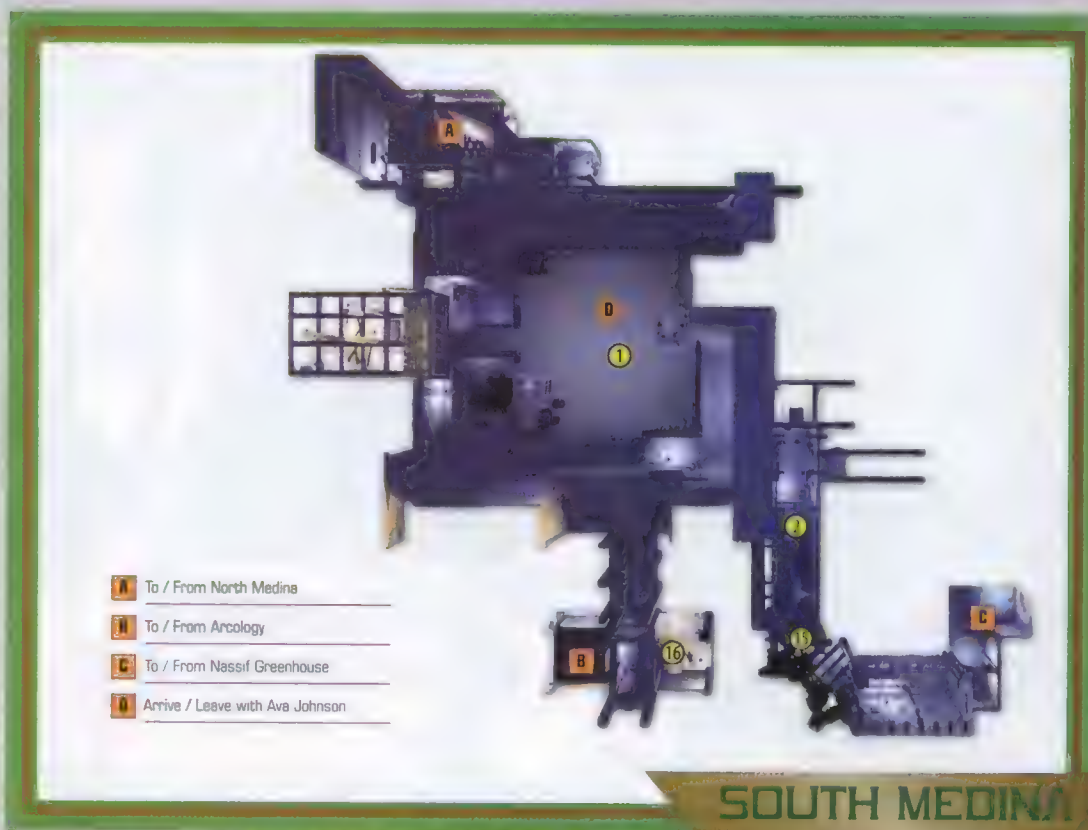 A
D
1
3
15
C
16
B
A To / From North Medina
B To / From Arcology
C To / From Nassif Greenhouse
D Arrive / Leave with Ava Johnson
SOUTH MEDINA